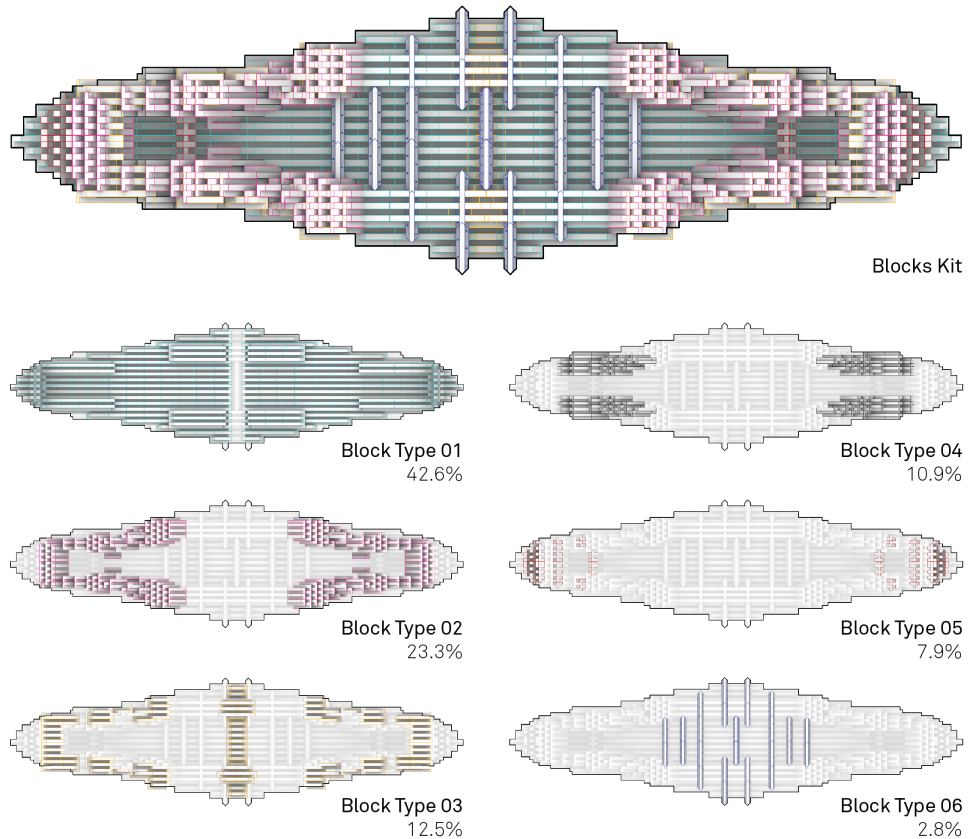 Blocks Kit
Block Type 01
42.6%
Block Type 04
10.9%
Block Type 02
23.3%
Block Type 05
7.9%
Block Type 03
12.5%
Block Type 06
2.8%